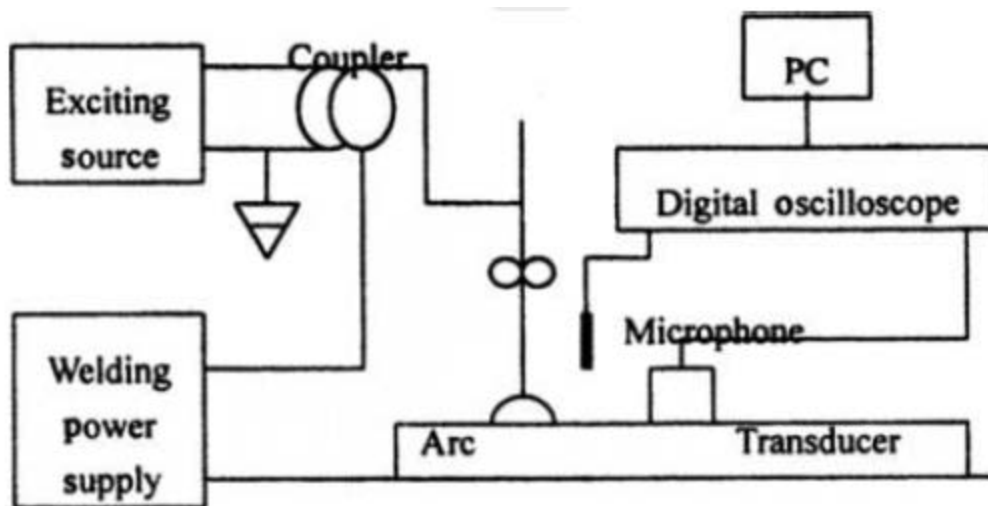 Coupler
Exciting
source
PC
Digital oscilloscope
Microphone
Welding
power
supply
Arc
Transducer